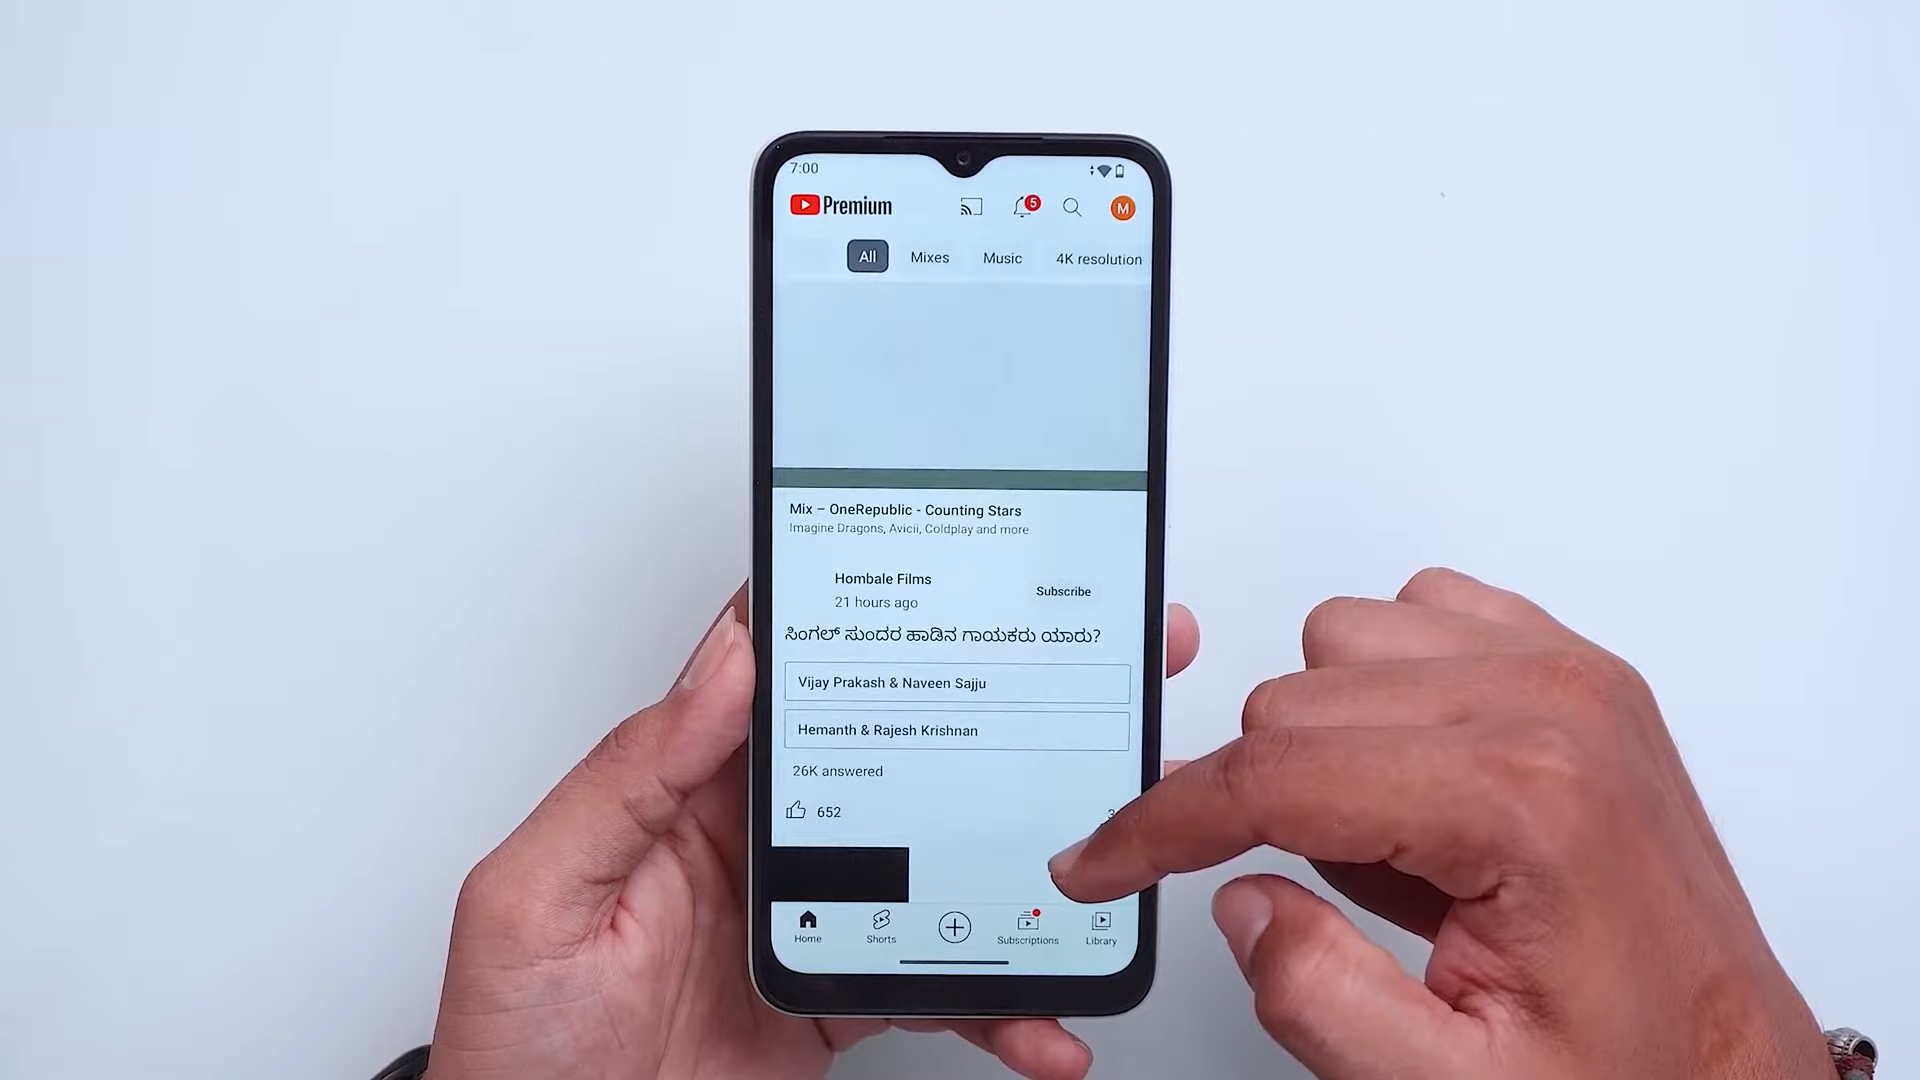 7:00
Premium
5
M
All Mixes Music 4K resolution
Mix – OneRepublic - Counting Stars
Imagine Dragons, Avicii, Coldplay and more
Hombale Films
21 hours ago
Subscribe
ಸಿಂಗಲ್ ಸುಂದರ ಹಾಡಿನ ಗಾಯಕರು ಯಾರು?
Vijay Prakash & Naveen Sajju
Hemanth & Rajesh Krishnan
26K answered
652
Home Shorts Subscriptions Library